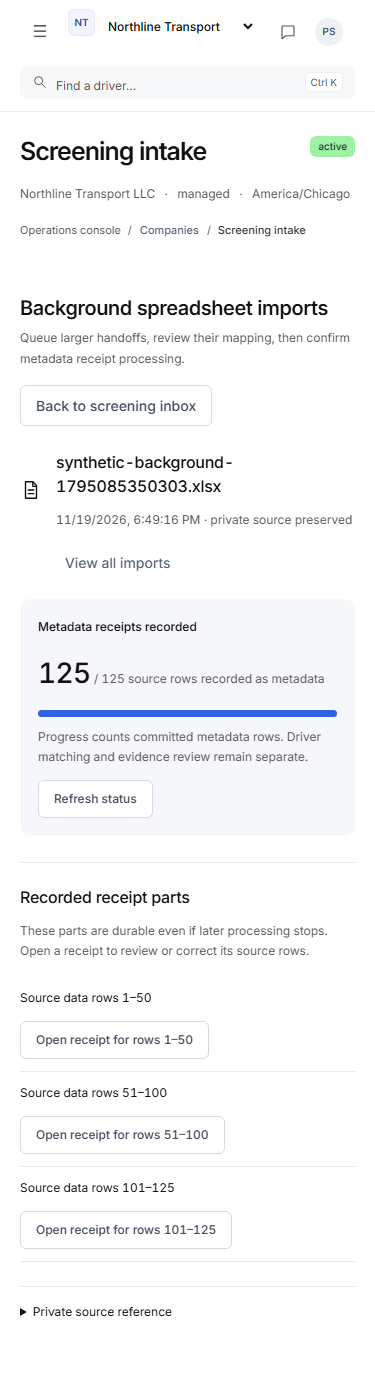 NT
Northline Transport
PS
Find a driver...
Ctrl K
Screening intake
active
Northline Transport LLC · managed · America/Chicago
Operations console / Companies / Screening intake
Background spreadsheet imports
Queue larger handoffs, review their mapping, then confirm
metadata receipt processing.
Back to screening inbox
synthetic-background-
1795085350303.xlsx
11/19/2026, 6:49:16 PM · private source preserved
View all imports
Metadata receipts recorded
125 / 125 source rows recorded as metadata
Progress counts committed metadata rows. Driver
matching and evidence review remain separate.
Refresh status
Recorded receipt parts
These parts are durable even if later processing stops.
Open a receipt to review or correct its source rows.
Source data rows 1–50
Open receipt for rows 1–50
Source data rows 51–100
Open receipt for rows 51–100
Source data rows 101–125
Open receipt for rows 101–125
Private source reference